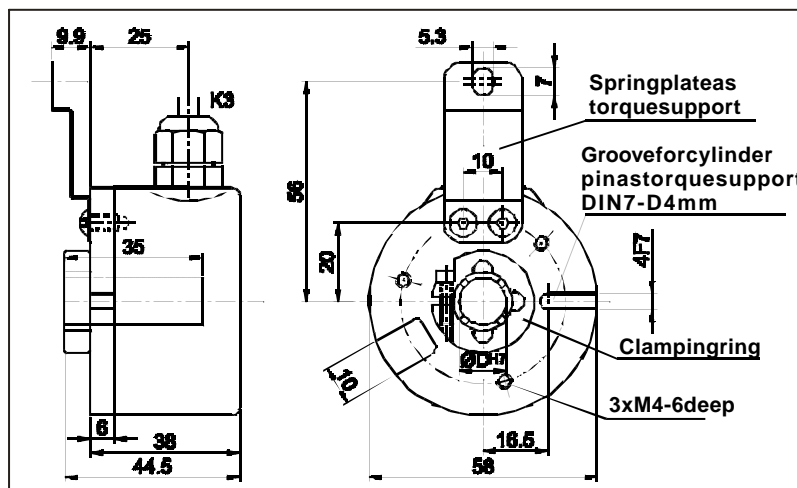 9.9
25
5.3
K3
7
Springplateas
torquesupport
10
Grooveforcylinder
pinastorquesupport
DIN7-D4mm
56
35
20
4F7
Clampingring
ØDH7
10
3xM4-6deep
6
38
16.5
44.5
58